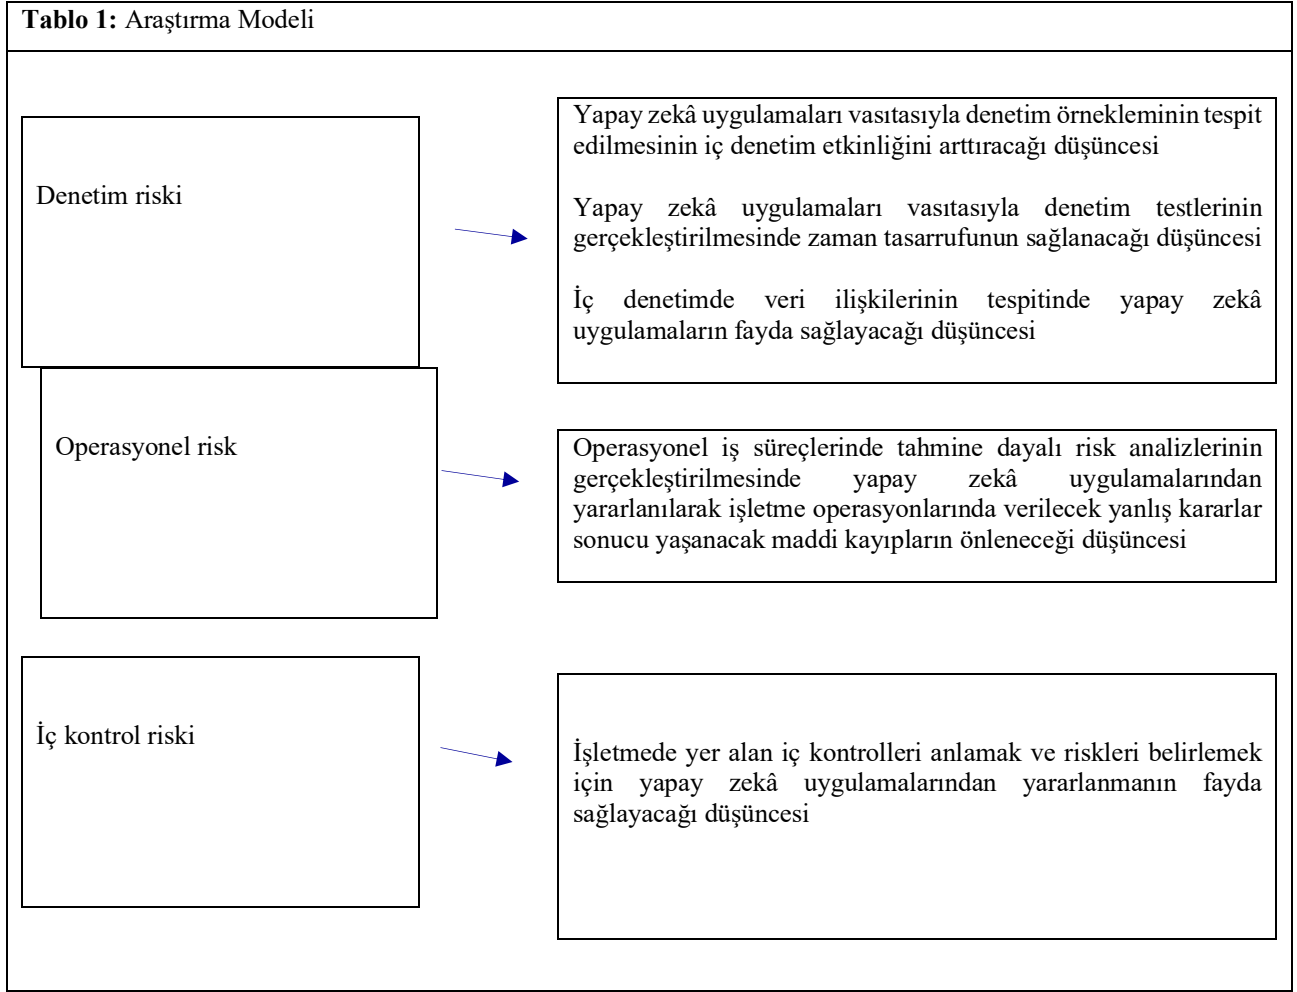 Tablo 1: Araştırma Modeli
Denetim riski
Yapay zekâ uygulamaları vasıtasıyla denetim örnekleminin tespit
edilmesinin iç denetim etkinliğini arttıracağı düşüncesi
Yapay zekâ uygulamaları vasıtasıyla denetim testlerinin
gerçekleştirilmesinde zaman tasarrufunun sağlanacağı düşüncesi
İç denetimde veri ilişkilerinin tespitinde yapay zekâ
uygulamaların fayda sağlayacağı düşüncesi
Operasyonel risk
Operasyonel iş süreçlerinde tahmine dayalı risk analizlerinin
gerçekleştirilmesinde yapay zekâ uygulamalarından
yararlanılarak işletme operasyonlarında verilecek yanlış kararlar
sonucu yaşanacak maddi kayıpların önleneceği düşüncesi
İç kontrol riski
İşletmede yer alan iç kontrolleri anlamak ve riskleri belirlemek
için yapay zekâ uygulamalarından yararlanmanın fayda
sağlayacağı düşüncesi